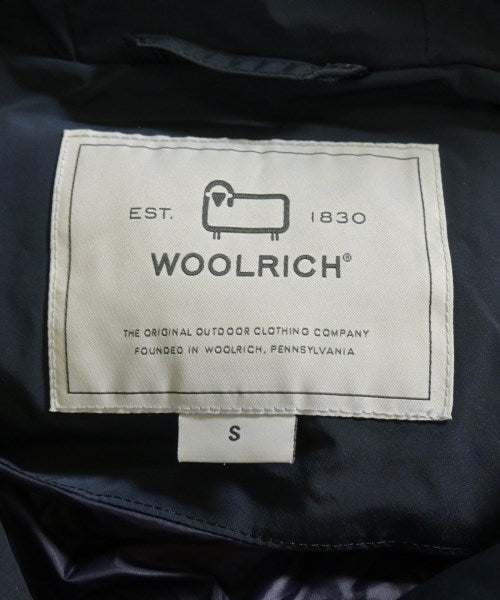 EST. 1830
WOOLRICH®
THE ORIGINAL OUTDOOR CLOTHING COMPANY
FOUNDED IN WOOLRICH, PENNSYLVANIA
S